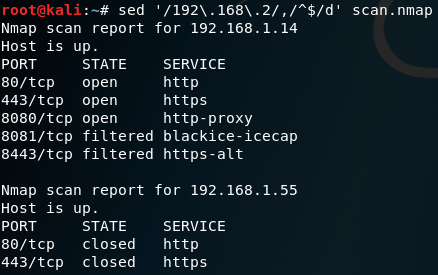 root@kali:~# sed '/192\.168\.2/,/^$/d' scan.nmap
Nmap scan report for 192.168.1.14
Host is up.
PORT     STATE    SERVICE
80/tcp   open     http
443/tcp  open     https
8080/tcp open     http-proxy
8081/tcp filtered blackice-icecap
8443/tcp filtered https-alt

Nmap scan report for 192.168.1.55
Host is up.
PORT     STATE    SERVICE
80/tcp   closed   http
443/tcp  closed   https